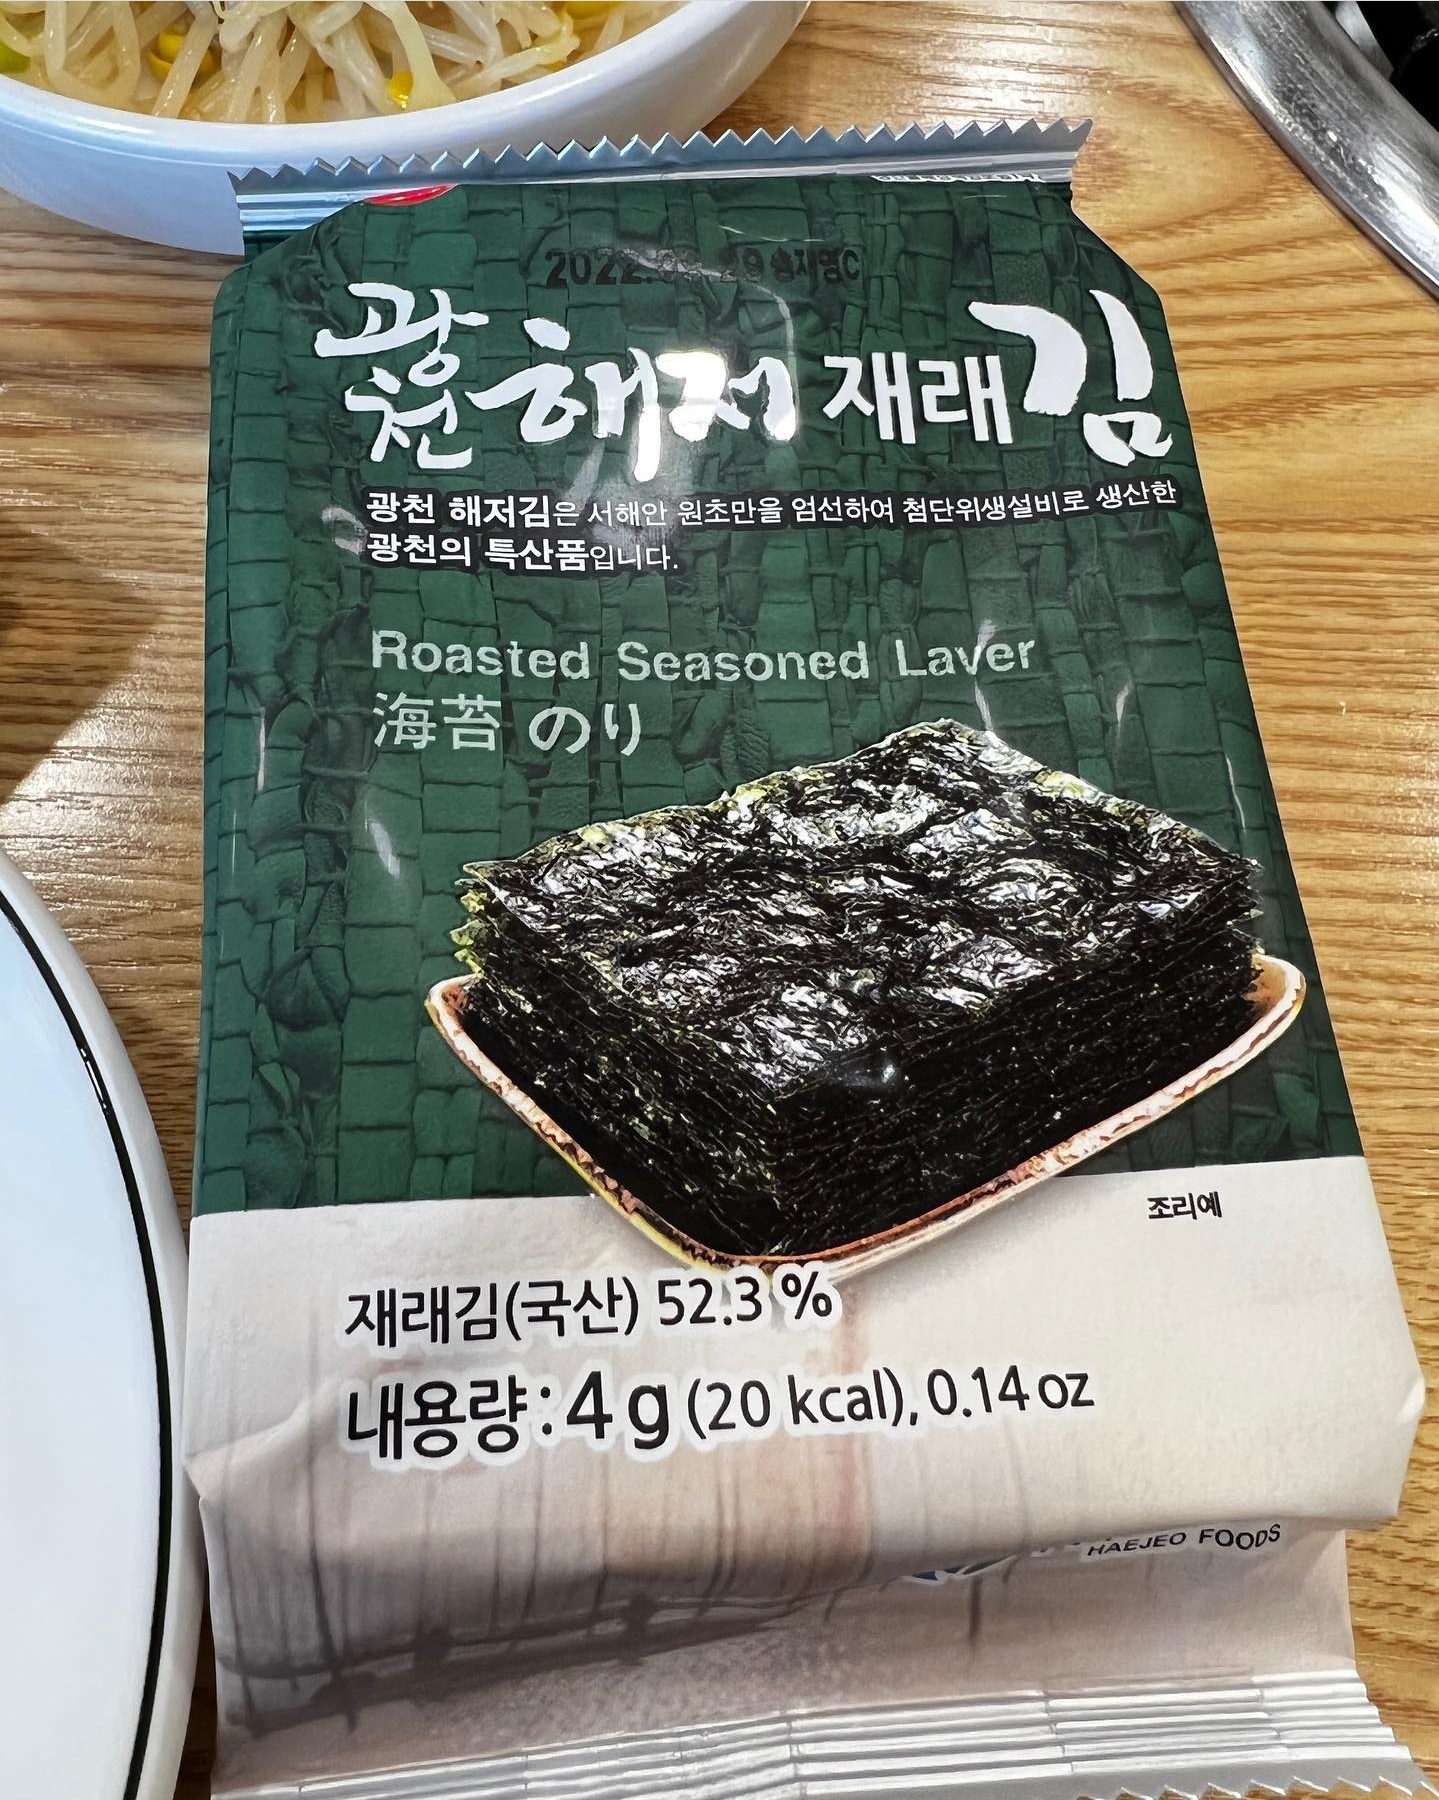 광천 해저 재래 김
광천 해저김은 서해안 원초만을 엄선하여 첨단위생설비로 생산한
광천의 특산품입니다.
Roasted Seasoned Laver
海苔 のり
조리예
재래김(국산) 52.3 %
내용량 : 4 g (20 kcal), 0.14 oz
HAEJEO FOODS